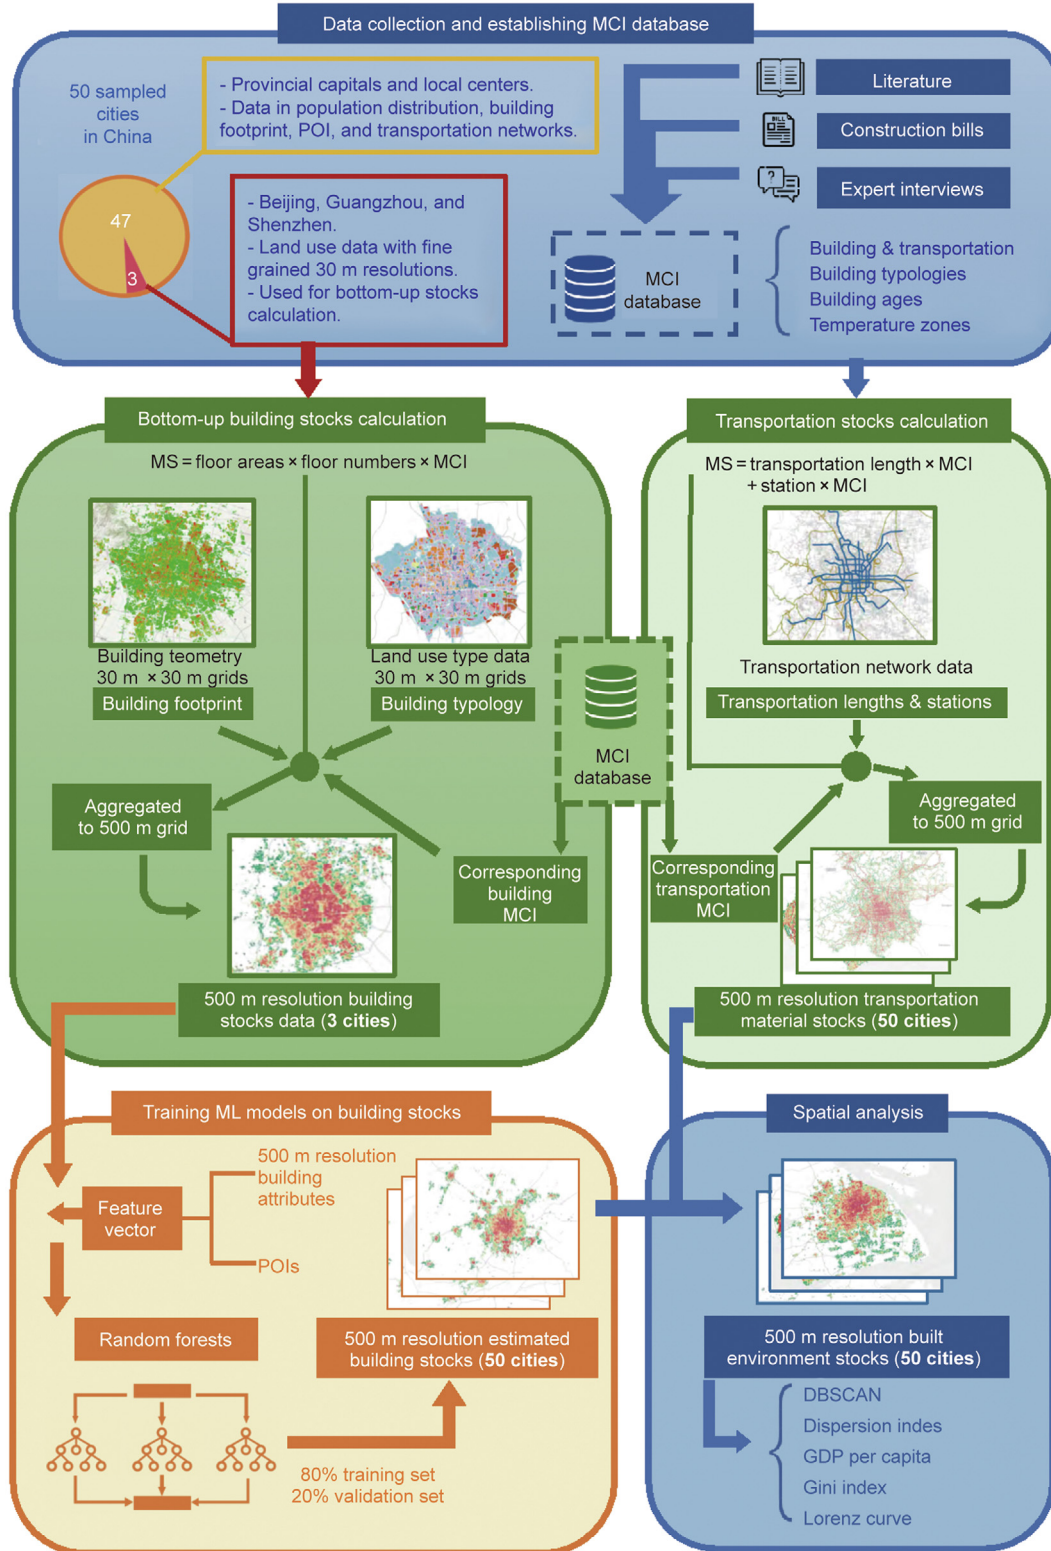 Data collection and establishing MCI database
50 sampled
cities
in China
- Provincial capitals and local centers.
- Data in population distribution, building
footprint, POI, and transportation networks.
47
3
- Beijing, Guangzhou, and
Shenzhen.
- Land use data with fine
grained 30 m resolutions.
- Used for bottom-up stocks
calculation.
Literature
BILL
Construction bills
?
Expert interviews
MCI
database
Building & transportation
Building typologies
Building ages
Temperature zones
Bottom-up building stocks calculation
MS = floor areas × floor numbers × MCI
Building teometry
30 m × 30 m grids
Building footprint
Land use type data
30 m × 30 m grids
Building typology
Aggregated
to 500 m grid
Corresponding
building
MCI
500 m resolution building
stocks data (3 cities)
MCI
database
Transportation stocks calculation
MS = transportation length × MCI
+ station × MCI
Transportation network data
Transportation lengths & stations
Aggregated
to 500 m grid
Corresponding
transportation
MCI
500 m resolution transportation
material stocks (50 cities)
Training ML models on building stocks
500 m resolution
building
attributes
Feature
vector
POIs
Random forests
500 m resolution estimated
building stocks (50 cities)
80% training set
20% validation set
Spatial analysis
500 m resolution built
environment stocks (50 cities)
DBSCAN
Dispersion indes
GDP per capita
Gini index
Lorenz curve